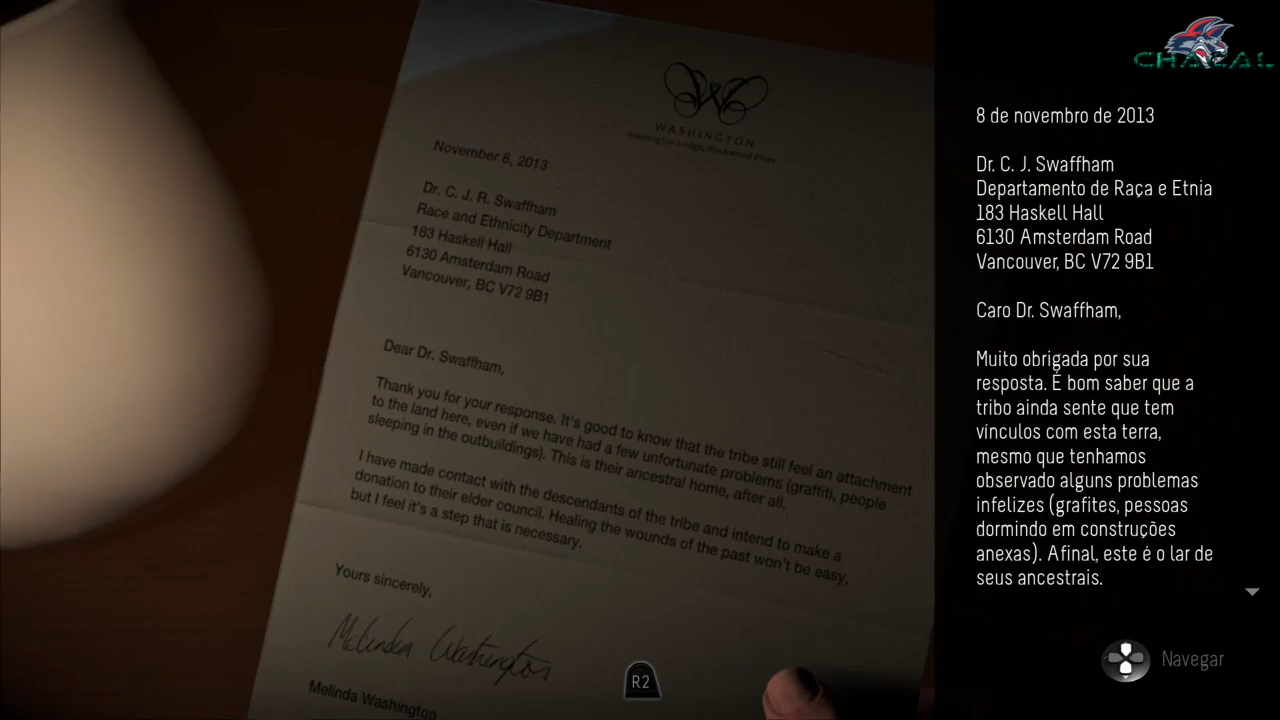 WASHINGTON
Washington Lodge, Blackwood Pines
November 8, 2013
Dr. C. J. R. Swaffham
Race and Ethnicity Department
183 Haskell Hall
6130 Amsterdam Road
Vancouver, BC V72 9B1
Dear Dr. Swaffham,
Thank you for your response. It's good to know that the tribe still feel an attachment
to the land here, even if we have had a few unfortunate problems (graffiti, people
sleeping in the outbuildings). This is their ancestral home, after all.
I have made contact with the descendants of the tribe and intend to make a
donation to their elder council. Healing the wounds of the past won't be easy,
but I feel it's a step that is necessary.
Yours sincerely,
Melinda Washington
Melinda Washington
R2
CHACAL
8 de novembro de 2013
Dr. C. J. Swaffham
Departamento de Raça e Etnia
183 Haskell Hall
6130 Amsterdam Road
Vancouver, BC V72 9B1
Caro Dr. Swaffham,
Muito obrigada por sua
resposta. É bom saber que a
tribo ainda sente que tem
vínculos com esta terra,
mesmo que tenhamos
observado alguns problemas
infelizes (grafites, pessoas
dormindo em construções
anexas). Afinal, este é o lar de
seus ancestrais.
Navegar